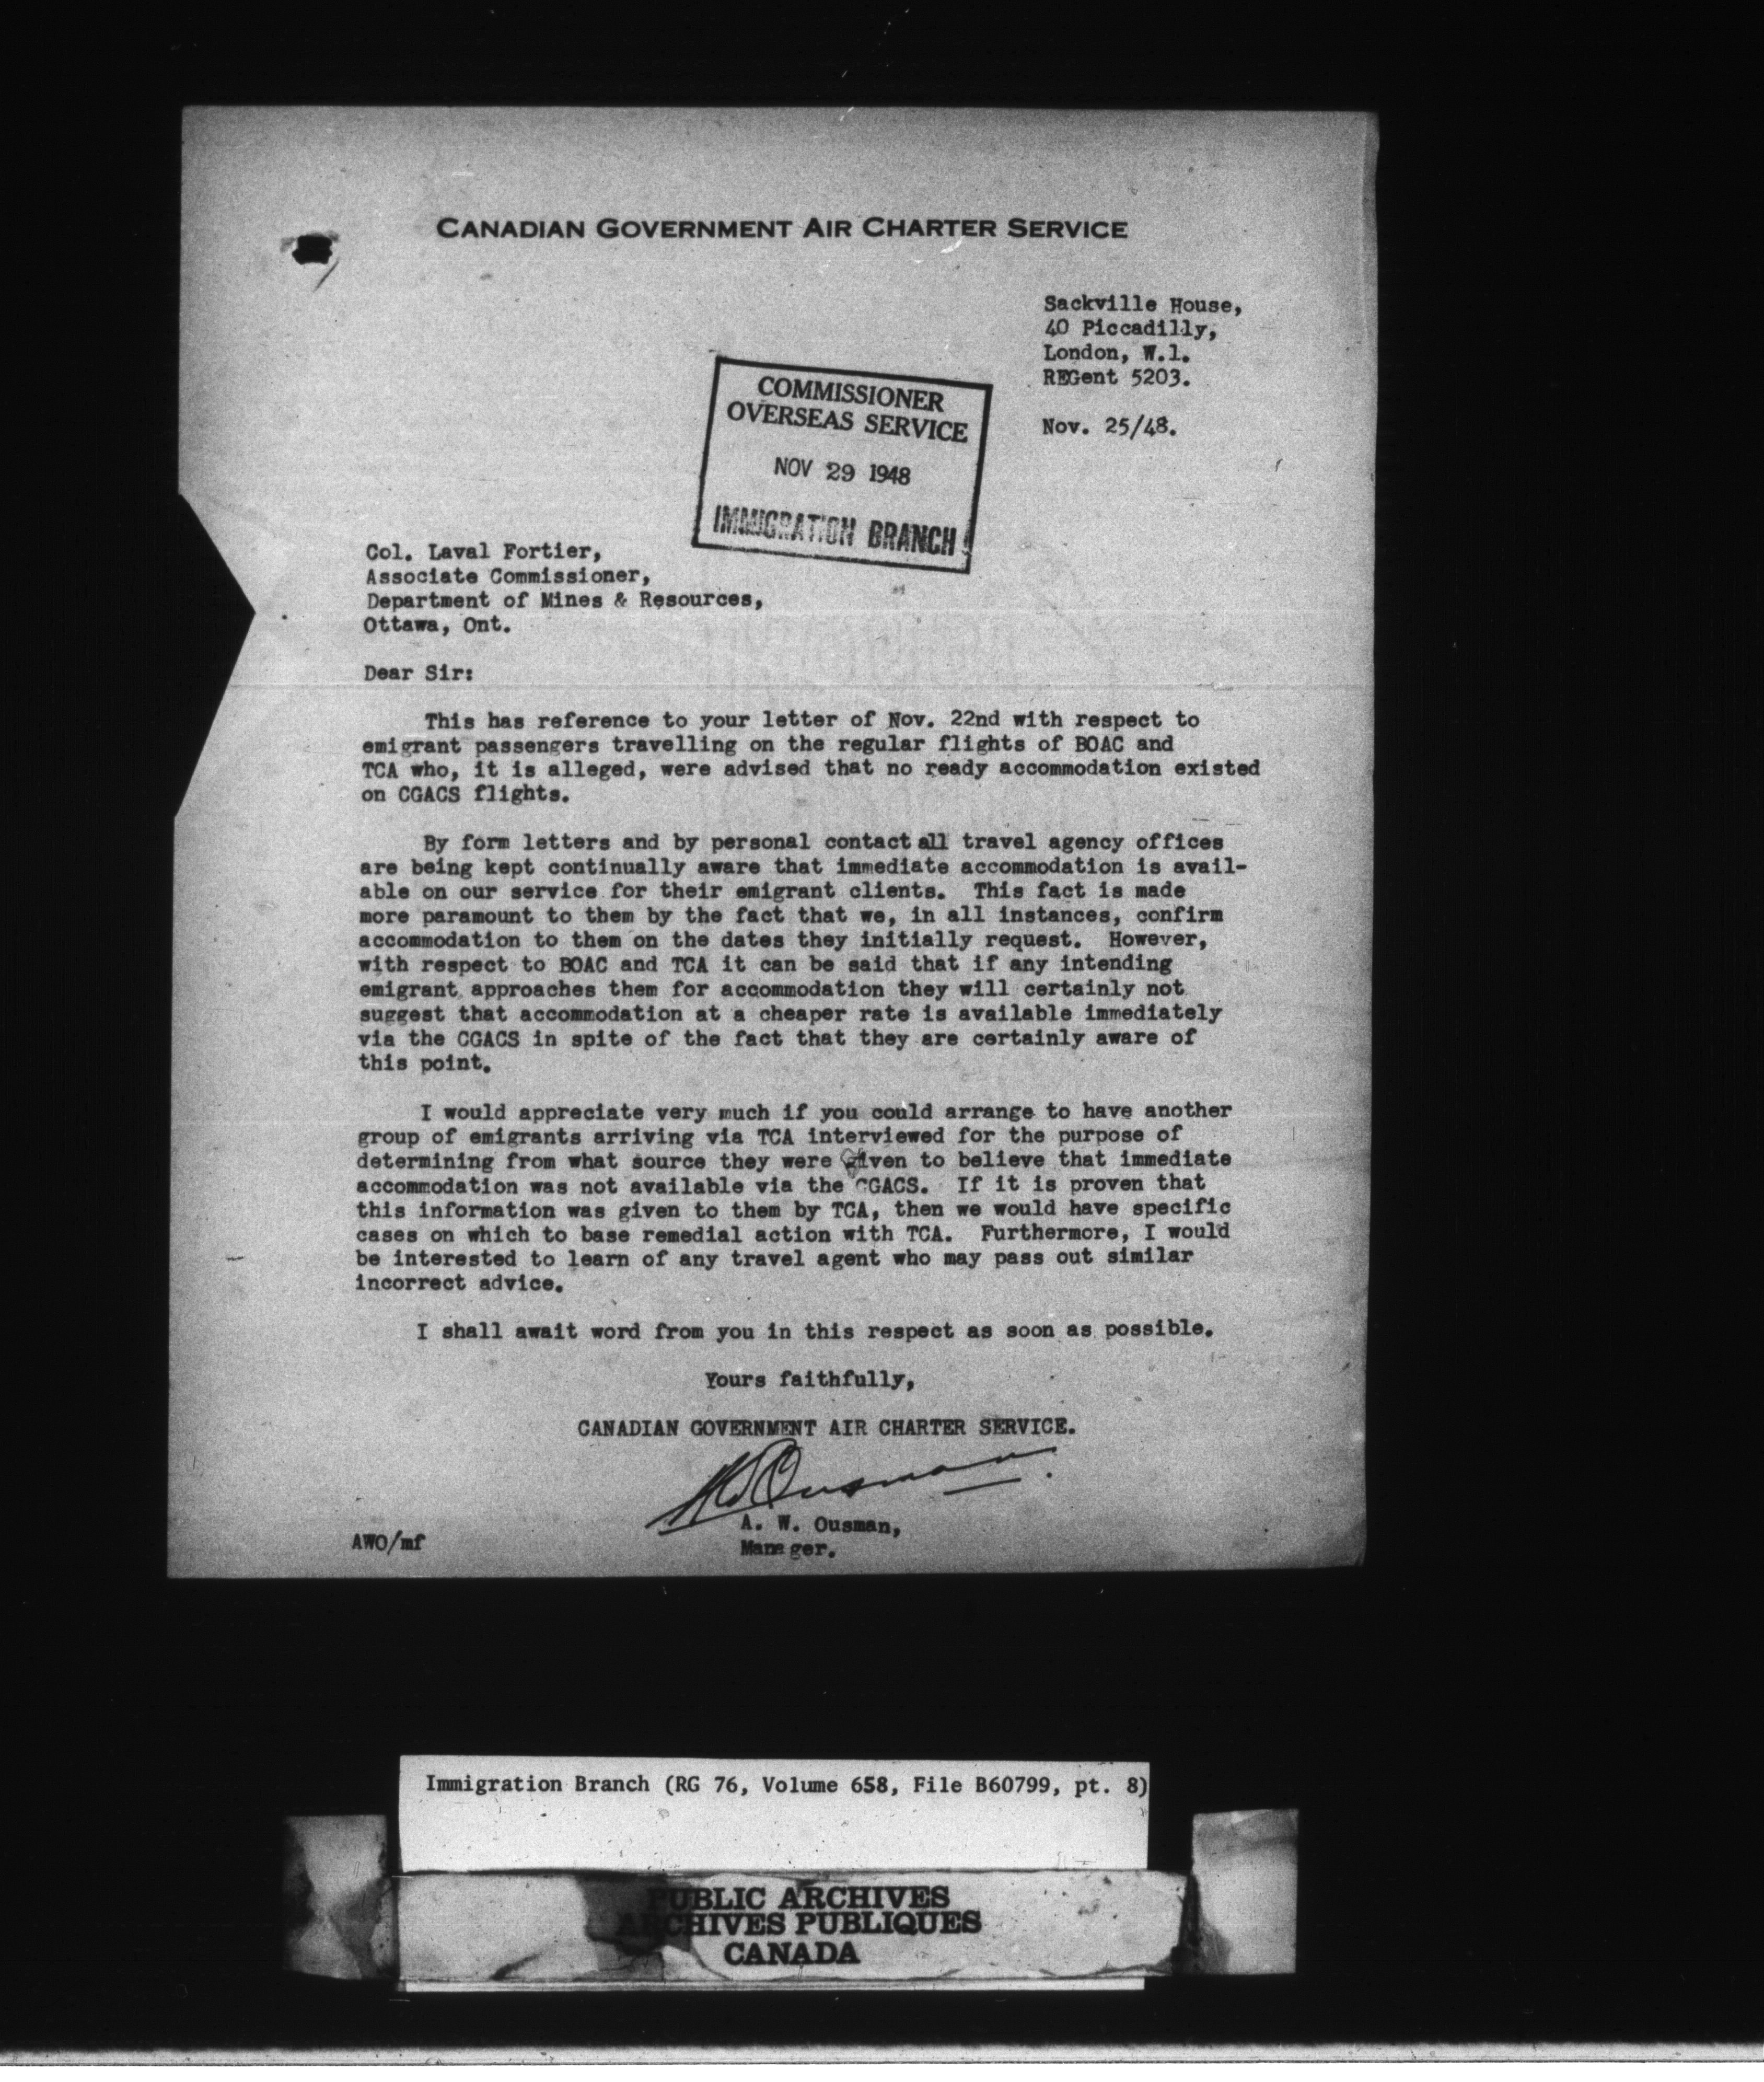 CANADIAN GOVERNMENT AIR CHARTER SERVICE
Sackville House,
40 Piccadilly,
London, W.1.
REGent 5203.
Nov. 25/48.
COMMISSIONER
OVERSEAS SERVICE
NOV 29 1948
IMMIGRATION BRANCH
Col. Laval Fortier,
Associate Commissioner,
Department of Mines & Resources,
Ottawa, Ont.
Dear Sir:
This has reference to your letter of Nov. 22nd with respect to
emigrant passengers travelling on the regular flights of BOAC and
TCA who, it is alleged, were advised that no ready accommodation existed
on CGACS flights.
By form letters and by personal contact all travel agency offices
are being kept continually aware that immediate accommodation is avail-
able on our service for their emigrant clients. This fact is made
more paramount to them by the fact that we, in all instances, confirm
accommodation to them on the dates they initially request. However,
with respect to BOAC and TCA it can be said that if any intending
emigrant approaches them for accommodation they will certainly not
suggest that accommodation at a cheaper rate is available immediately
via the CGACS in spite of the fact that they are certainly aware of
this point.
I would appreciate very much if you could arrange to have another
group of emigrants arriving via TCA interviewed for the purpose of
determining from what source they were given to believe that immediate
accommodation was not available via the CGACS. If it is proven that
this information was given to them by TCA, then we would have specific
cases on which to base remedial action with TCA. Furthermore, I would
be interested to learn of any travel agent who may pass out similar
incorrect advice.
I shall await word from you in this respect as soon as possible.
Yours faithfully,
CANADIAN GOVERNMENT AIR CHARTER SERVICE.
AWOusman.
A. W. Ousman,
Manager.
AWO/mf
Immigration Branch (RG 76, Volume 658, File B60799, pt. 8)
PUBLIC ARCHIVES
ARCHIVES PUBLIQUES
CANADA